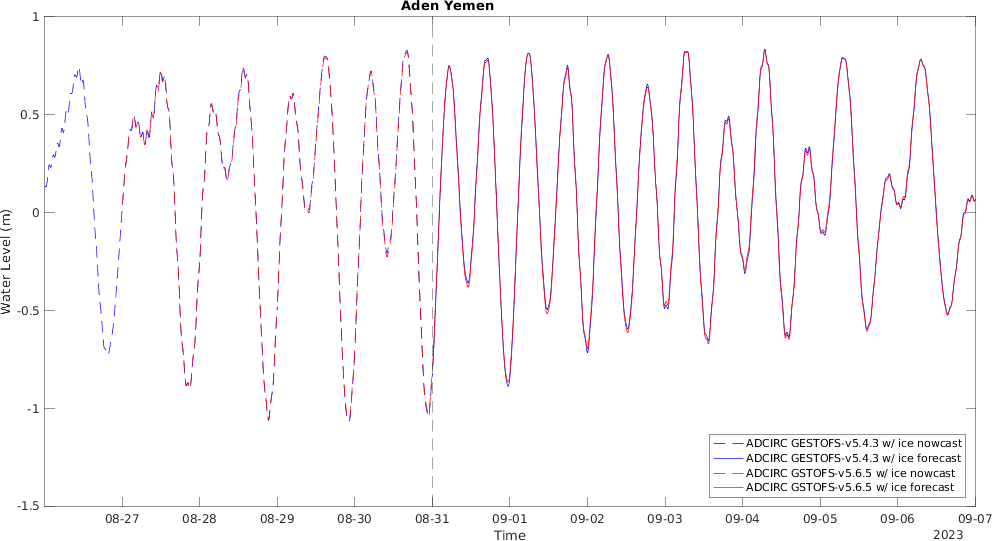 Aden Yemen
1
0.5
0
-0.5
-1
-1.5
Water Level (m)
ADCIRC GESTOFS-v5.4.3 w/ ice nowcast
ADCIRC GESTOFS-v5.4.3 w/ ice forecast
ADCIRC GSTOFS-v5.6.5 w/ ice nowcast
ADCIRC GSTOFS-v5.6.5 w/ ice forecast
08-27 08-28 08-29 08-30 08-31 09-01 09-02 09-03 09-04 09-05 09-06 09-07
Time
2023